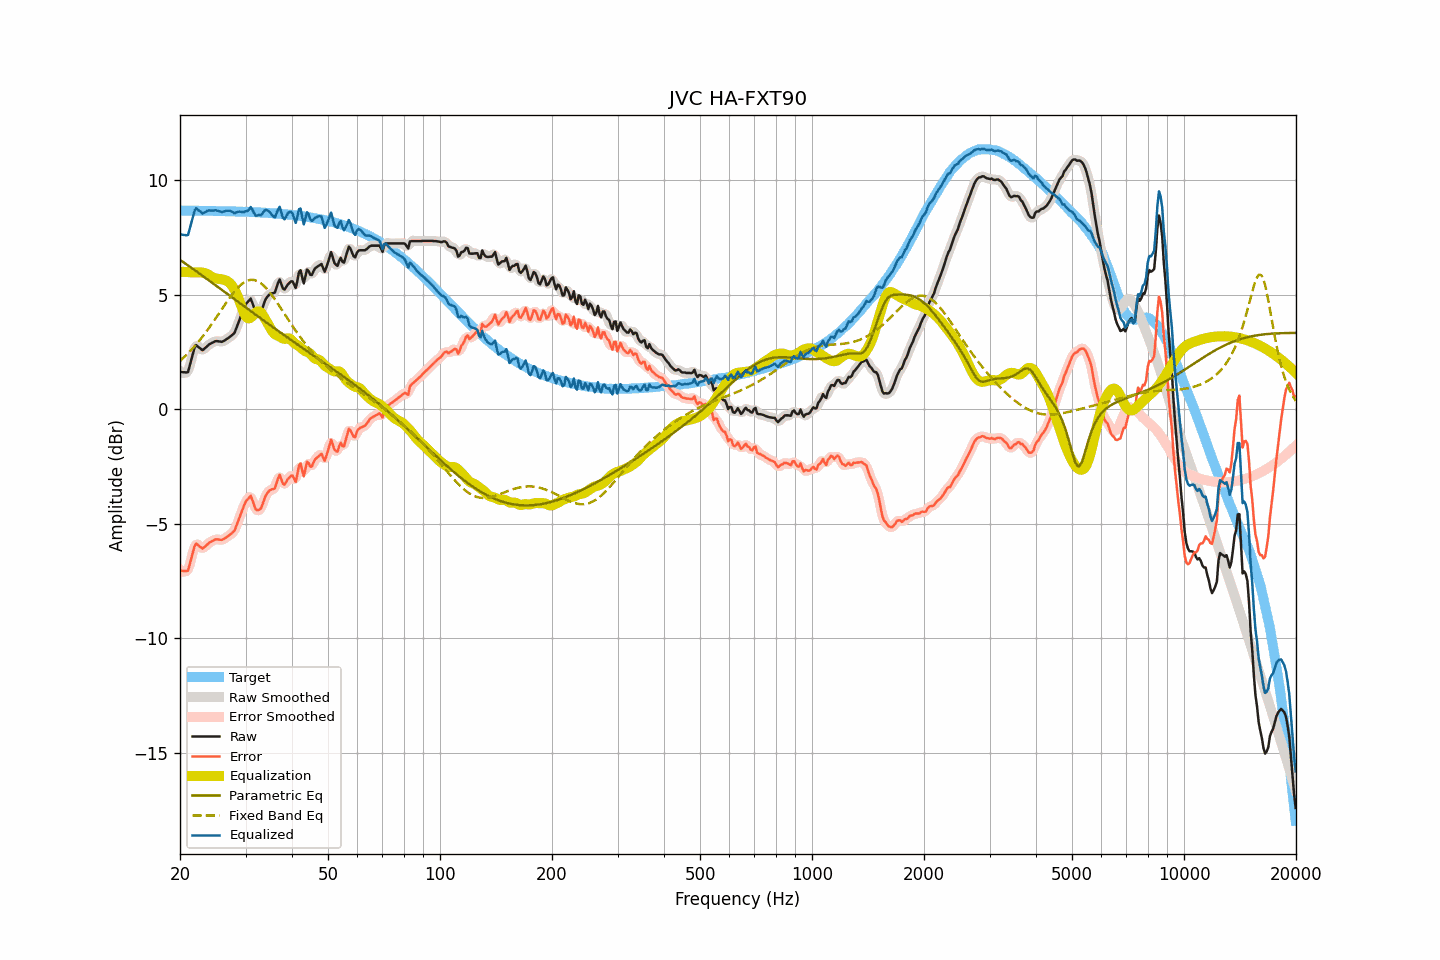 JVC HA-FXT90
10
5
0
−5
−10
−15
Amplitude (dBr)
Target
Raw Smoothed
Error Smoothed
Raw
Error
Equalization
Parametric Eq
Fixed Band Eq
Equalized
20
50
100
200
500
1000
2000
5000
10000
20000
Frequency (Hz)